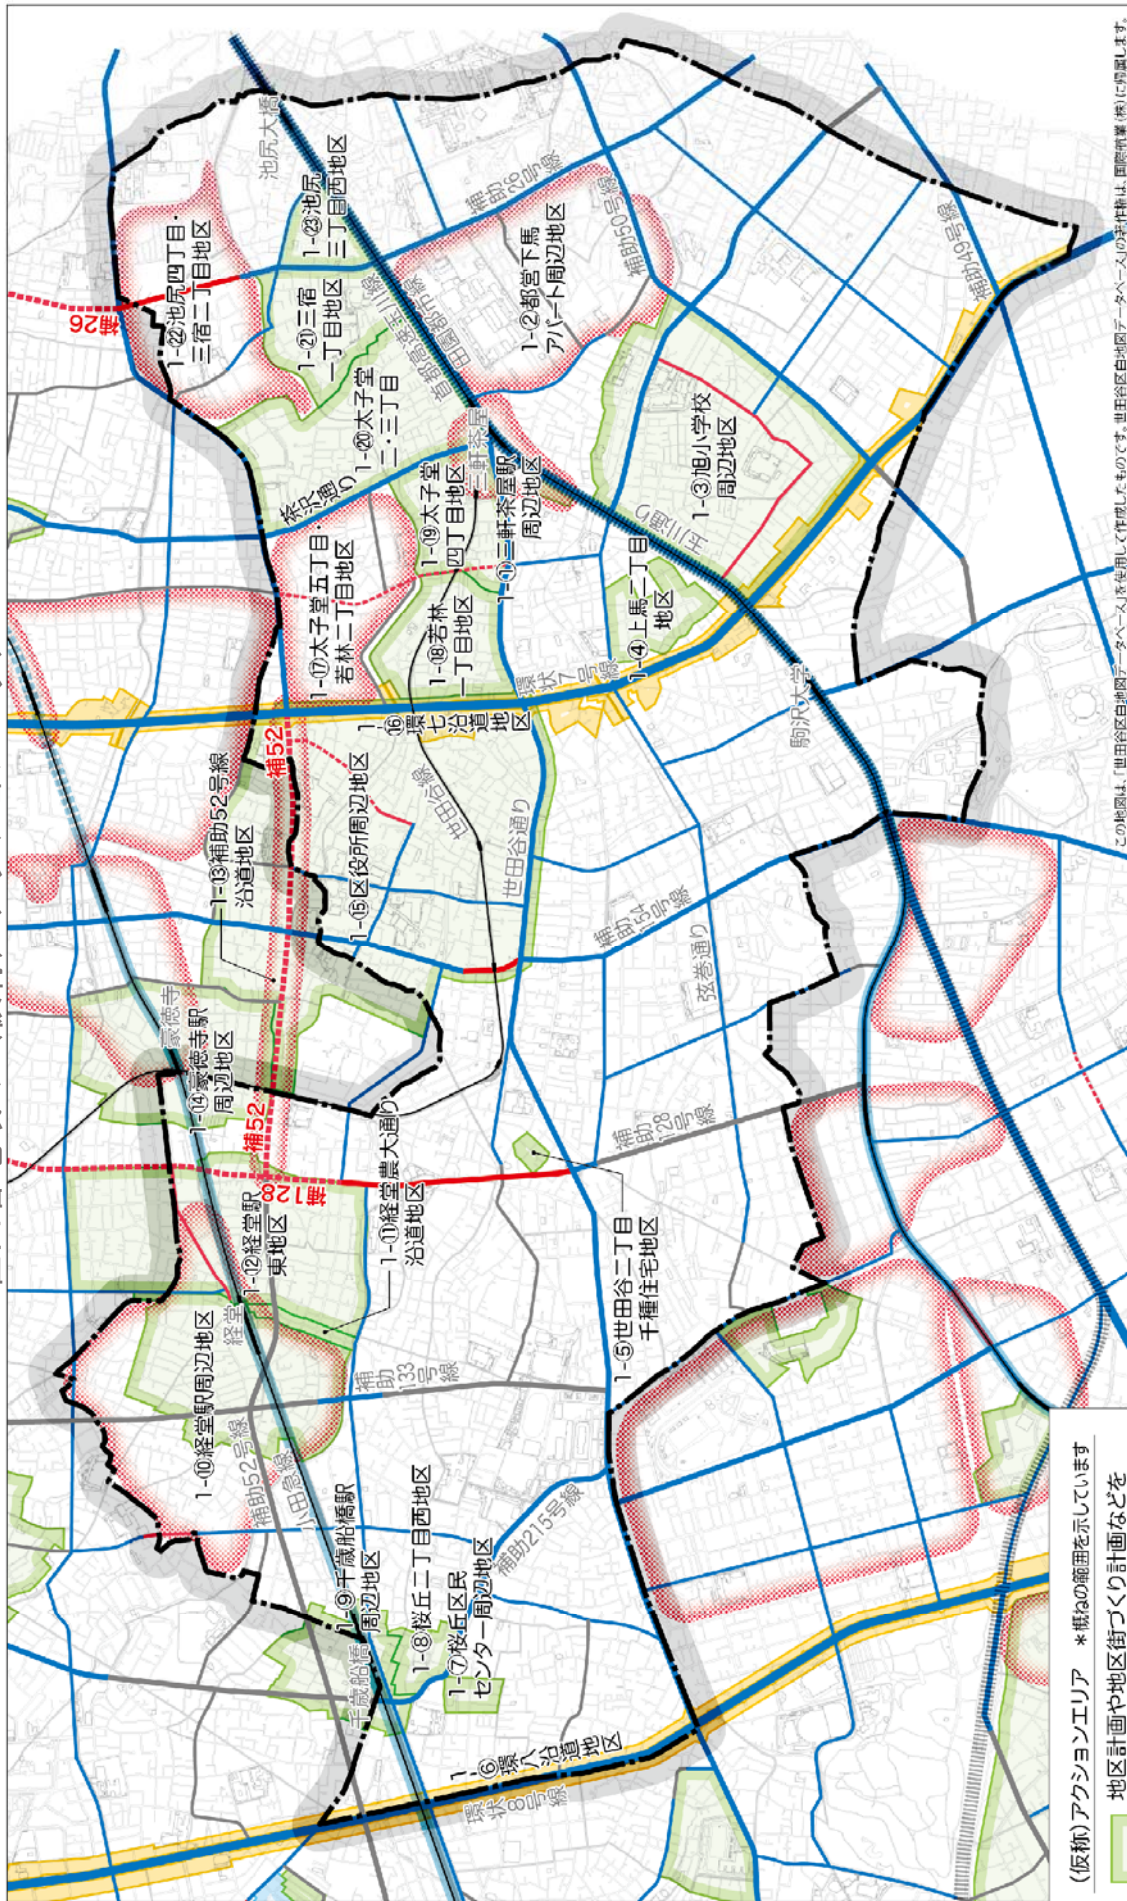 池尻大橋
1-㉓池尻
三丁目西地区
1-㉒池尻四丁目・
三宿二丁目地区
補26
1-㉑三宿
一丁目地区
補助26号線
補助50号線
補助49号線
首都高速玉川線
田園都市線
1-②都営下馬
アパート周辺地区
1-⑳太子堂
二・三丁目
三軒茶屋
茶沢通り
1-⑲太子堂
四丁目地区
1-①三軒茶屋駅
周辺地区
玉川通り
1-③旭小学校
周辺地区
1-⑰太子堂五丁目・
若林二丁目地区
1-⑱若林
一丁目地区
環状7号線
1-④上馬二丁目
地区
1-⑯環七沿道地区
駒沢大学
補52
1-⑬補助52号線
沿道地区
1-⑮区役所周辺地区
世田谷線
世田谷通り
補助154号線
弦巻通り
豪徳寺
1-⑭豪徳寺駅
周辺地区
補52
補128
補助128号線
1-⑫経堂駅
東地区
1-⑪経堂農大通り
沿道地区
経堂
1-⑤世田谷二丁目
千種住宅地区
1-⑩経堂駅周辺地区
補助133号線
補助52号線
小田急線
1-⑨千歳船橋駅
周辺地区
千歳船橋
1-⑧桜丘二丁目西地区
1-⑦桜丘区民
センター周辺地区
補助215号線
1-⑥環八沿道地区
環状8号線
(仮称)アクションエリア ＊概ねの範囲を示しています
地区計画や地区街づくり計画などを
この地図は、「世田谷区白地図データベース」を使用して作成したものです。世田谷区白地図データベースの著作権は、国際航業(株)に帰属します。